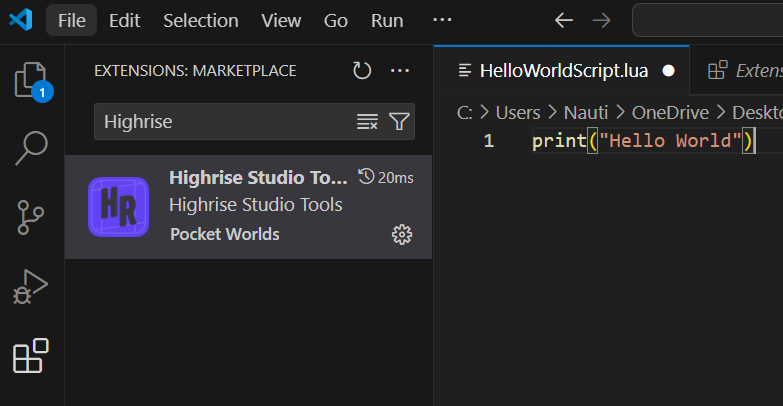 File Edit Selection View Go Run ...
EXTENSIONS: MARKETPLACE
Highrise
HR
Highrise Studio To... 20ms
Highrise Studio Tools
Pocket Worlds
1
HelloWorldScript.lua Extens
C: > Users > Nauti > OneDrive > Deskto
1 print("Hello World")